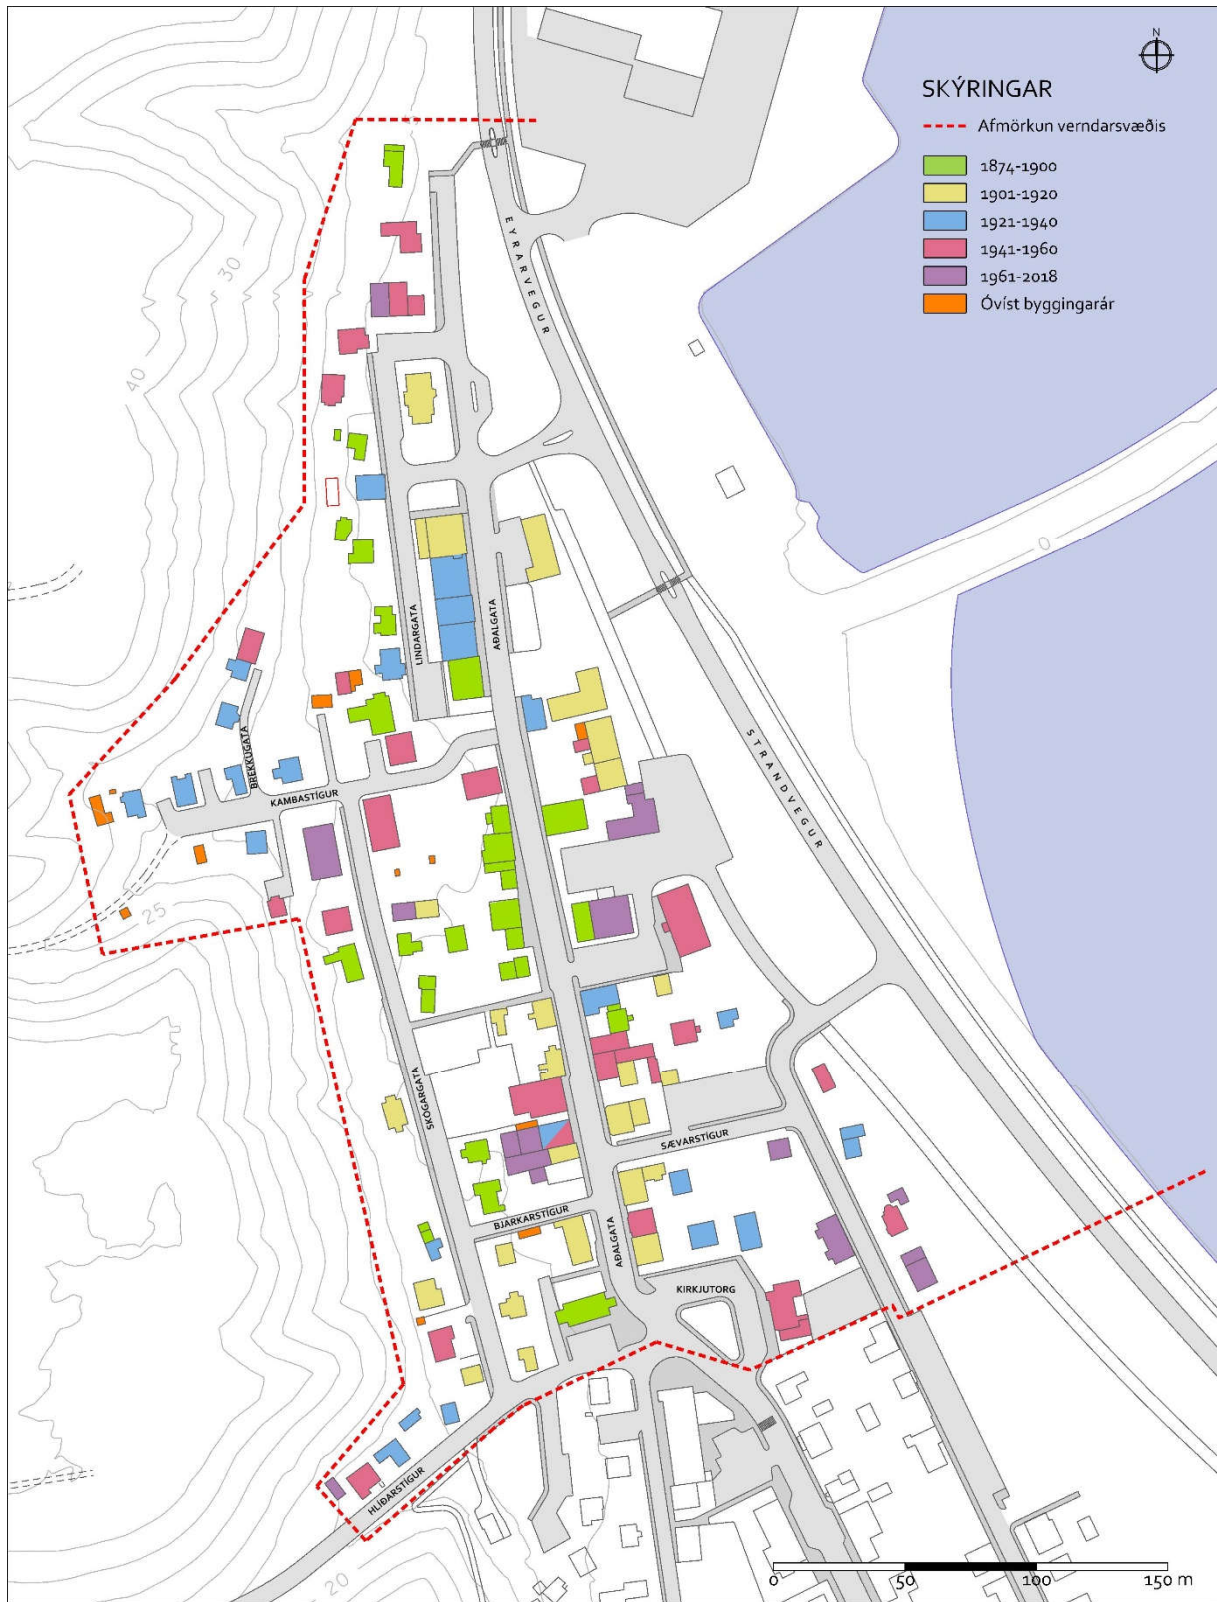 N
SKÝRINGAR
Afmörkun verndarsvæðis
1874-1900
1901-1920
1921-1940
1941-1960
1961-2018
Óvíst byggingarár
EYRARVEGUR
30
40
0
LINDARGATA
AÐALGATA
STRANDVEGUR
BREKKUGATA
KAMBASTÍGUR
25
SKÓGARGATA
SÆVARSTÍGUR
BJARKARSTÍGUR
AÐALGATA
KIRKJUTORG
HLÍÐARSTÍGUR
20
0 50 100 150 m